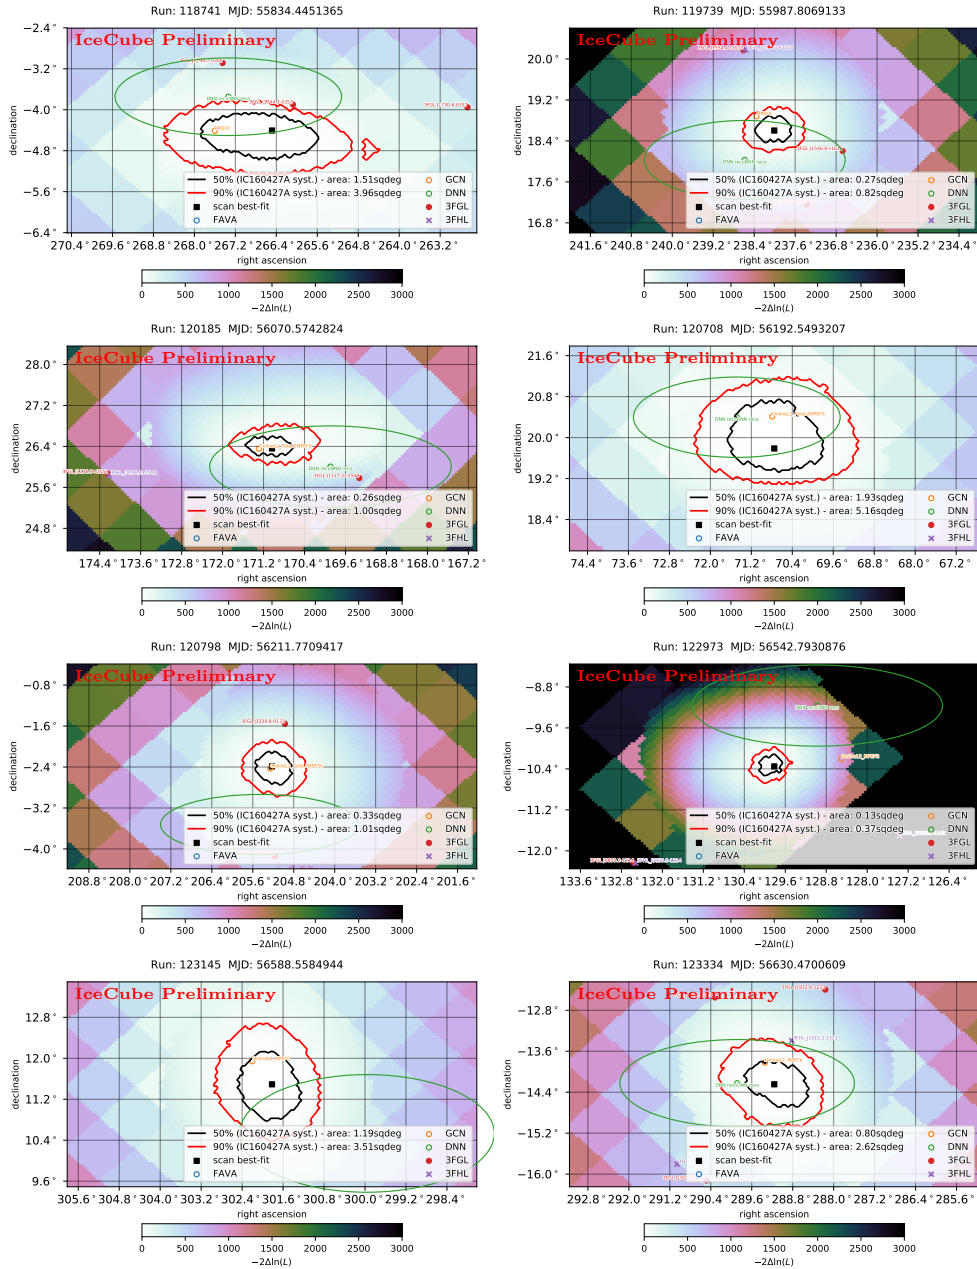 Run: 118741 MJD: 55834.4451365
IceCube Preliminary
declination
−2.4°
−3.2°
−4.0°
−4.8°
−5.6°
−6.4°
50% (IC160427A syst.) - area: 1.51sqdeg
90% (IC160427A syst.) - area: 3.96sqdeg
scan best-fit
FAVA
GCN
DNN
3FGL
3FHL
270.4°269.6°268.8°268.0°267.2°266.4°265.6°264.8°264.0°263.2°
right ascension
0 500 1000 1500 2000 2500 3000
−2Δln(L)
Run: 119739 MJD: 55987.8069133
IceCube Preliminary
declination
20.0°
19.2°
18.4°
17.6°
16.8°
50% (IC160427A syst.) - area: 0.27sqdeg
90% (IC160427A syst.) - area: 0.82sqdeg
scan best-fit
FAVA
GCN
DNN
3FGL
3FHL
241.6°240.8°240.0°239.2°238.4°237.6°236.8°236.0°235.2°234.4°
right ascension
0 500 1000 1500 2000 2500 3000
−2Δln(L)
Run: 120185 MJD: 56070.5742824
IceCube Preliminary
declination
28.0°
27.2°
26.4°
25.6°
24.8°
50% (IC160427A syst.) - area: 0.26sqdeg
90% (IC160427A syst.) - area: 1.00sqdeg
scan best-fit
FAVA
GCN
DNN
3FGL
3FHL
174.4°173.6°172.8°172.0°171.2°170.4°169.6°168.8°168.0°167.2°
right ascension
0 500 1000 1500 2000 2500 3000
−2Δln(L)
Run: 120708 MJD: 56192.5493207
IceCube Preliminary
declination
21.6°
20.8°
20.0°
19.2°
18.4°
50% (IC160427A syst.) - area: 1.93sqdeg
90% (IC160427A syst.) - area: 5.16sqdeg
scan best-fit
FAVA
GCN
DNN
3FGL
3FHL
74.4° 73.6° 72.8° 72.0° 71.2° 70.4° 69.6° 68.8° 68.0° 67.2°
right ascension
0 500 1000 1500 2000 2500 3000
−2Δln(L)
Run: 120798 MJD: 56211.7709417
IceCube Preliminary
declination
−0.8°
−1.6°
−2.4°
−3.2°
−4.0°
50% (IC160427A syst.) - area: 0.33sqdeg
90% (IC160427A syst.) - area: 1.01sqdeg
scan best-fit
FAVA
GCN
DNN
3FGL
3FHL
208.8°208.0°207.2°206.4°205.6°204.8°204.0°203.2°202.4°201.6°
right ascension
0 500 1000 1500 2000 2500 3000
−2Δln(L)
Run: 122973 MJD: 56542.7930876
IceCube Preliminary
declination
−8.8°
−9.6°
−10.4°
−11.2°
−12.0°
50% (IC160427A syst.) - area: 0.13sqdeg
90% (IC160427A syst.) - area: 0.37sqdeg
scan best-fit
FAVA
GCN
DNN
3FGL
3FHL
133.6°132.8°132.0°131.2°130.4°129.6°128.8°128.0°127.2°126.4°
right ascension
0 500 1000 1500 2000 2500 3000
−2Δln(L)
Run: 123145 MJD: 56588.5584944
IceCube Preliminary
declination
12.8°
12.0°
11.2°
10.4°
9.6°
50% (IC160427A syst.) - area: 1.19sqdeg
90% (IC160427A syst.) - area: 3.51sqdeg
scan best-fit
FAVA
GCN
DNN
3FGL
3FHL
305.6°304.8°304.0°303.2°302.4°301.6°300.8°300.0°299.2°298.4°
right ascension
0 500 1000 1500 2000 2500 3000
−2Δln(L)
Run: 123334 MJD: 56630.4700609
IceCube Preliminary
declination
−12.8°
−13.6°
−14.4°
−15.2°
−16.0°
50% (IC160427A syst.) - area: 0.80sqdeg
90% (IC160427A syst.) - area: 2.62sqdeg
scan best-fit
FAVA
GCN
DNN
3FGL
3FHL
292.8°292.0°291.2°290.4°289.6°288.8°288.0°287.2°286.4°285.6°
right ascension
0 500 1000 1500 2000 2500 3000
−2Δln(L)